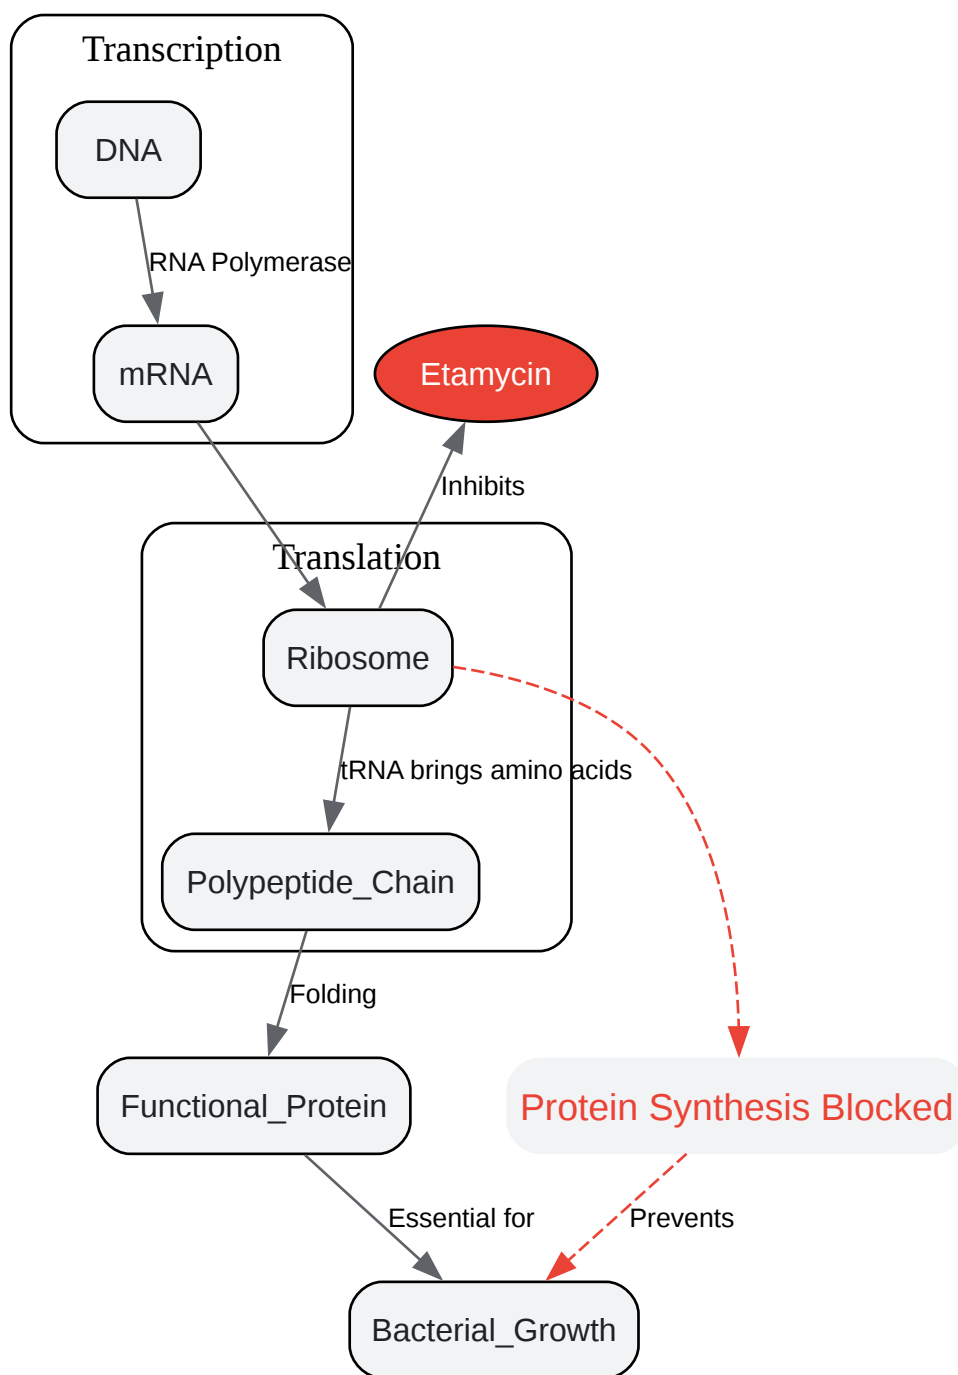 Transcription
DNA
RNA Polymerase
mRNA
Etamycin
Inhibits
Translation
Ribosome
tRNA brings amino acids
Polypeptide_Chain
Folding
Functional_Protein
Protein Synthesis Blocked
Essential for
Prevents
Bacterial_Growth